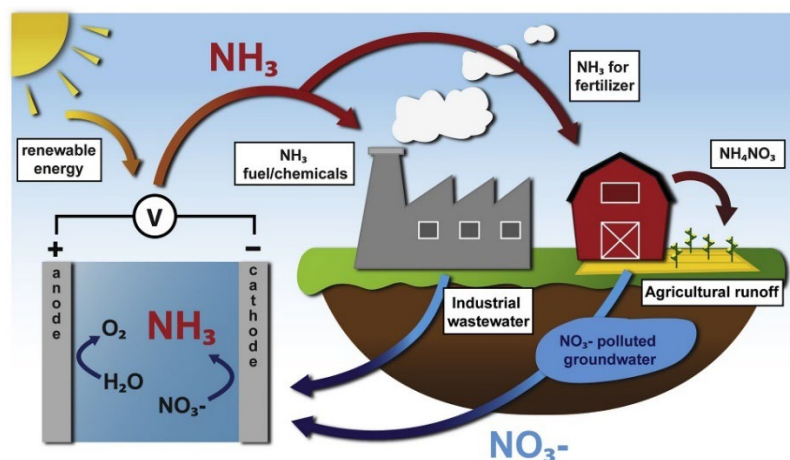 NH₃
NH₃ for
fertilizer
renewable
energy
NH₃
fuel/chemicals
NH₄NO₃
V
+
−
anode
cathode
O₂
NH₃
H₂O
NO₃-
Industrial
wastewater
Agricultural runoff
NO₃- polluted
groundwater
NO₃-